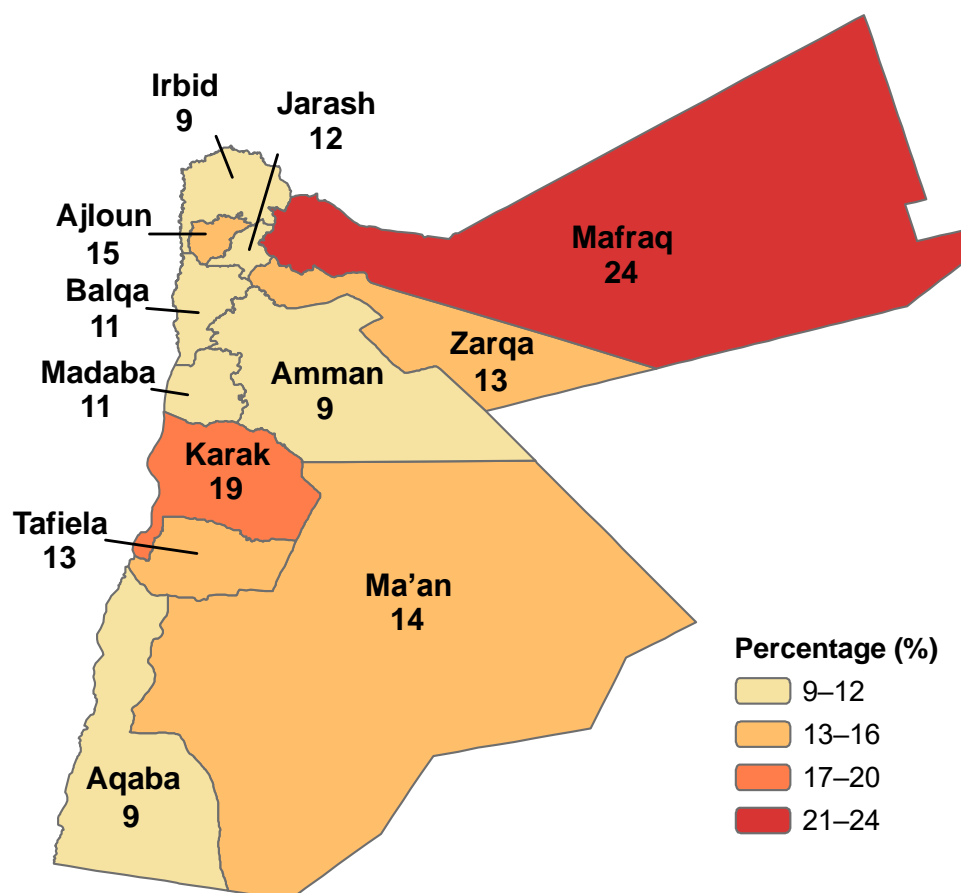 Irbid
9
Jarash
12
Ajloun
15
Mafraq
24
Balqa
11
Zarqa
13
Madaba
11
Amman
9
Karak
19
Tafiela
13
Ma’an
14
Aqaba
9
Percentage (%)
9–12
13–16
17–20
21–24